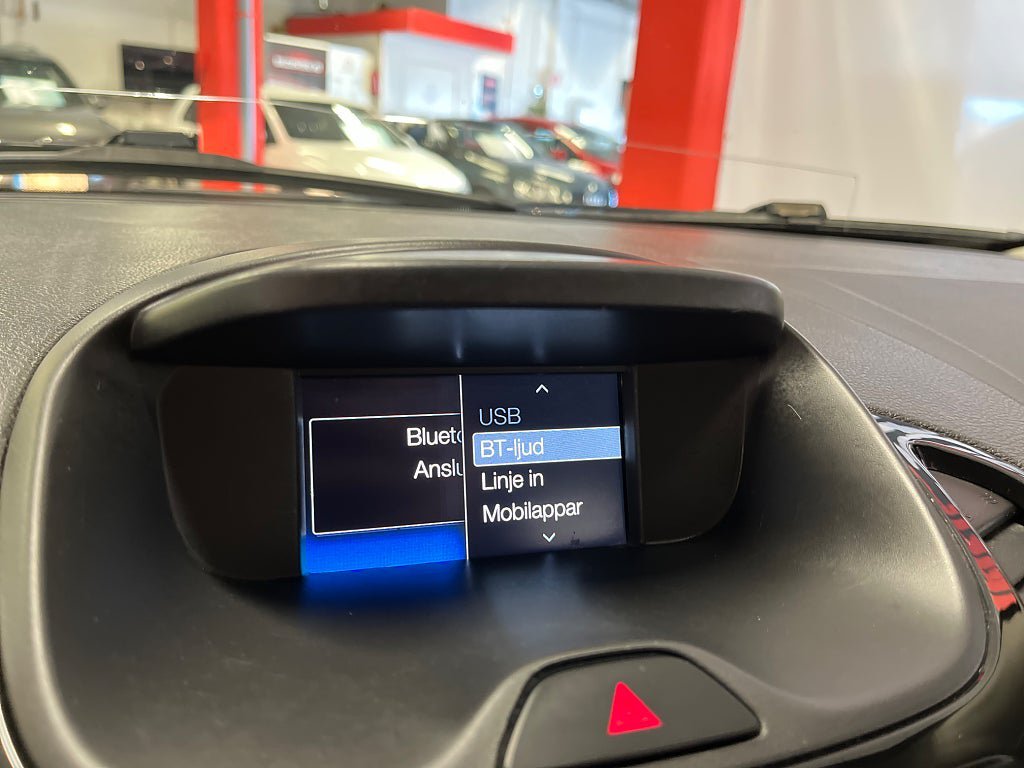 Blueto
Anslu
USB
BT-ljud
Linje in
Mobilappar